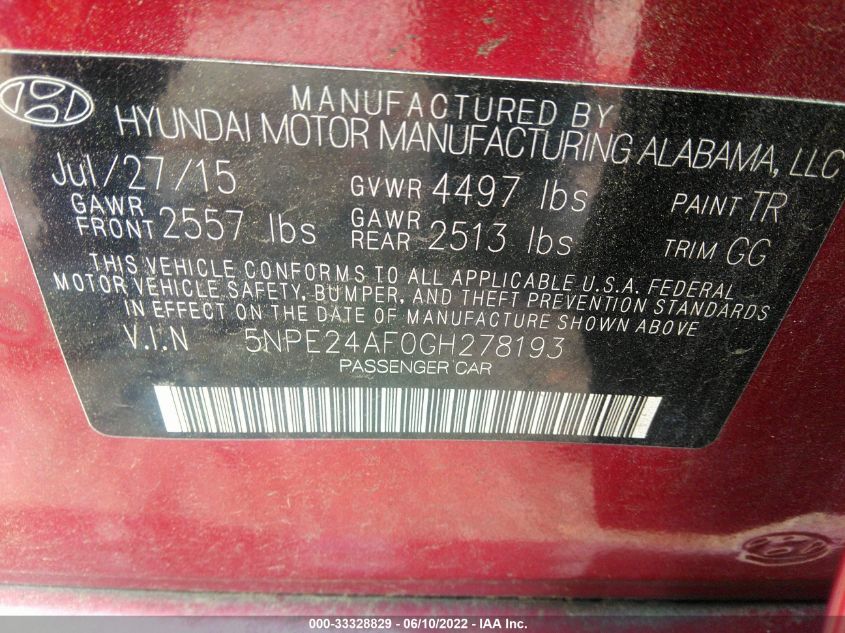 MANUFACTURED BY
HYUNDAI MOTOR MANUFACTURING ALABAMA, LLC
Jul/27/15 GVWR 4497 lbs PAINT TR
GAWR FRONT 2557 lbs GAWR REAR 2513 lbs TRIM GG
THIS VEHICLE CONFORMS TO ALL APPLICABLE U.S.A. FEDERAL
MOTOR VEHICLE SAFETY, BUMPER, AND THEFT PREVENTION STANDARDS
IN EFFECT ON THE DATE OF MANUFACTURE SHOWN ABOVE
V.I.N 5NPE24AF0GH278193
PASSENGER CAR
000-33328829 - 06/10/2022 - IAA Inc.